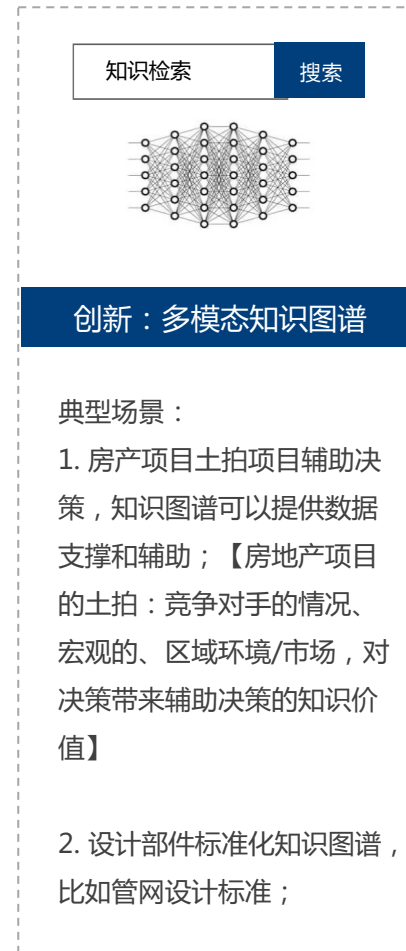 知识检索 搜索
创新：多模态知识图谱
典型场景：
1. 房产项目土拍项目辅助决
策，知识图谱可以提供数据
支撑和辅助；【房地产项目
的土拍：竞争对手的情况、
宏观的、区域环境/市场，对
决策带来辅助决策的知识价
值】
2. 设计部件标准化知识图谱，
比如管网设计标准；